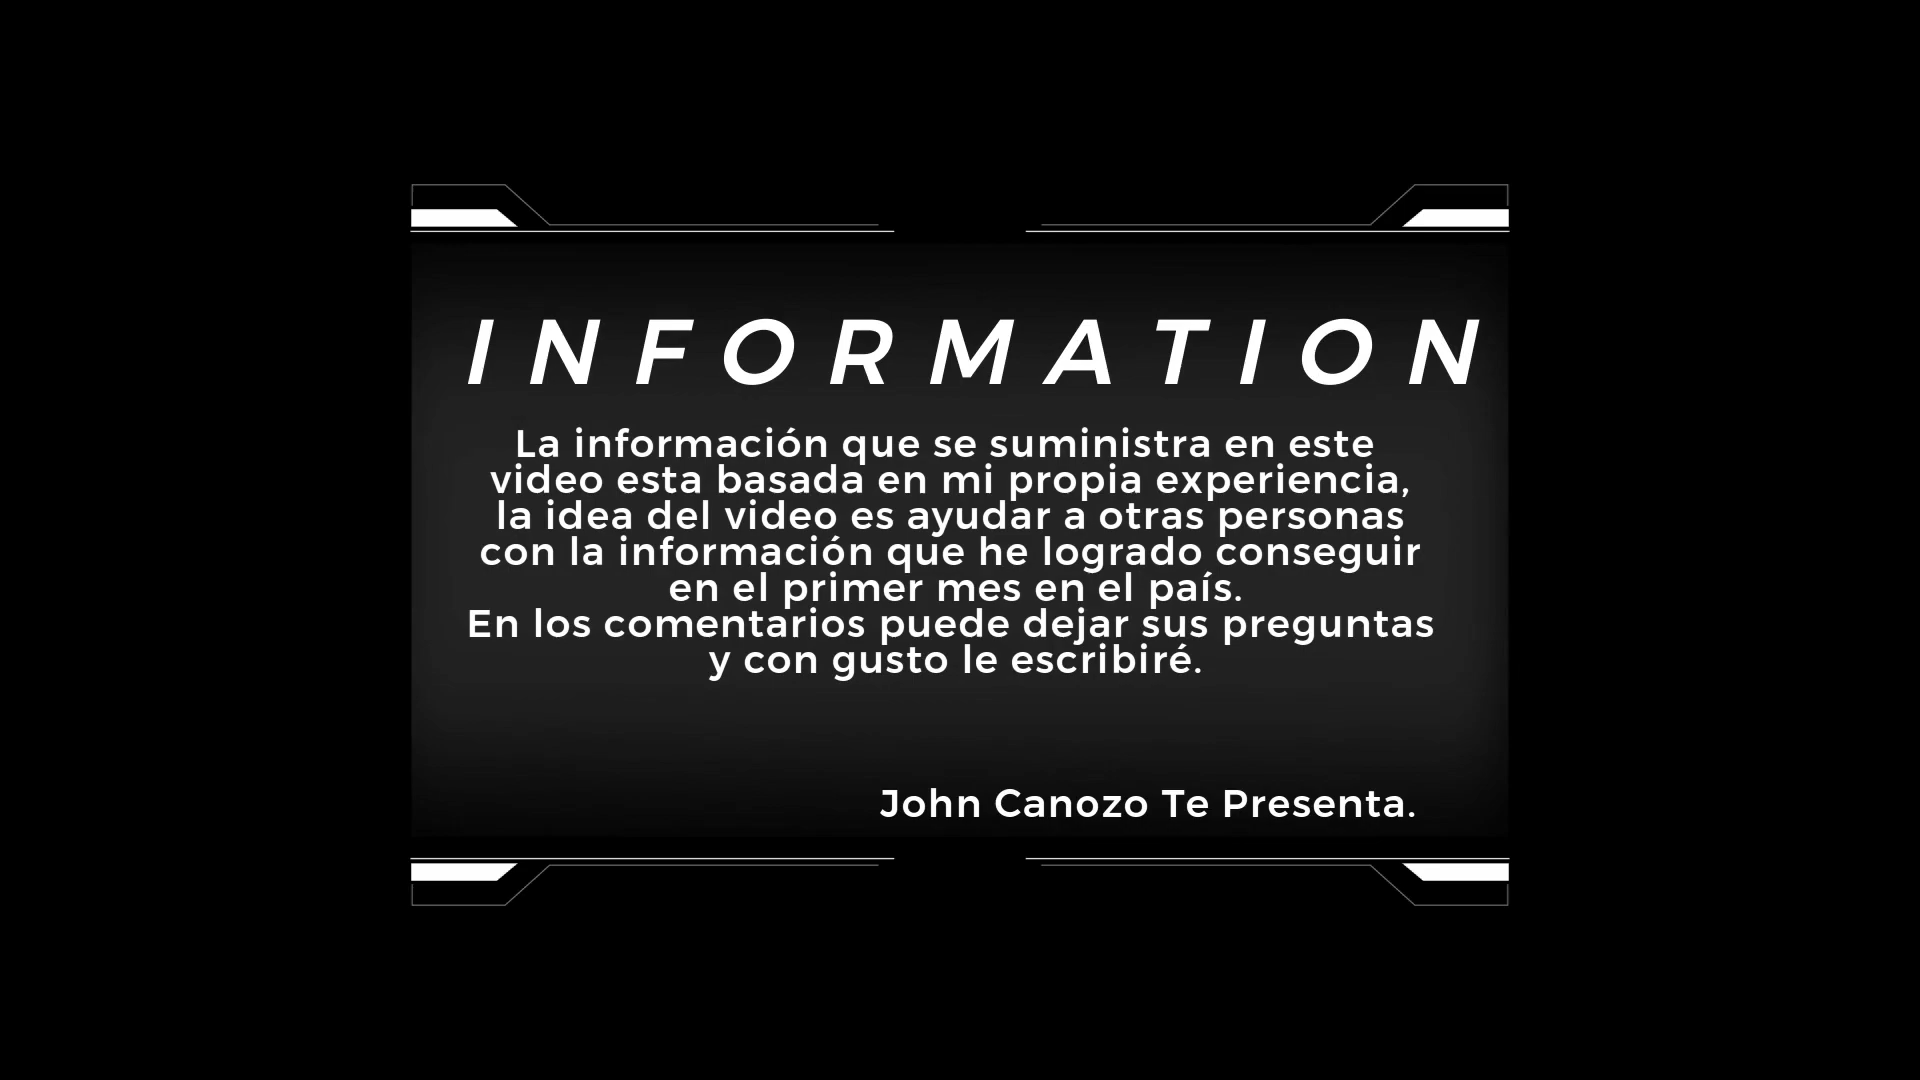 INFORMATION
La información que se suministra en este
video esta basada en mi propia experiencia,
la idea del video es ayudar a otras personas
con la información que he logrado conseguir
en el primer mes en el país.
En los comentarios puede dejar sus preguntas
y con gusto le escribiré.
John Canozo Te Presenta.